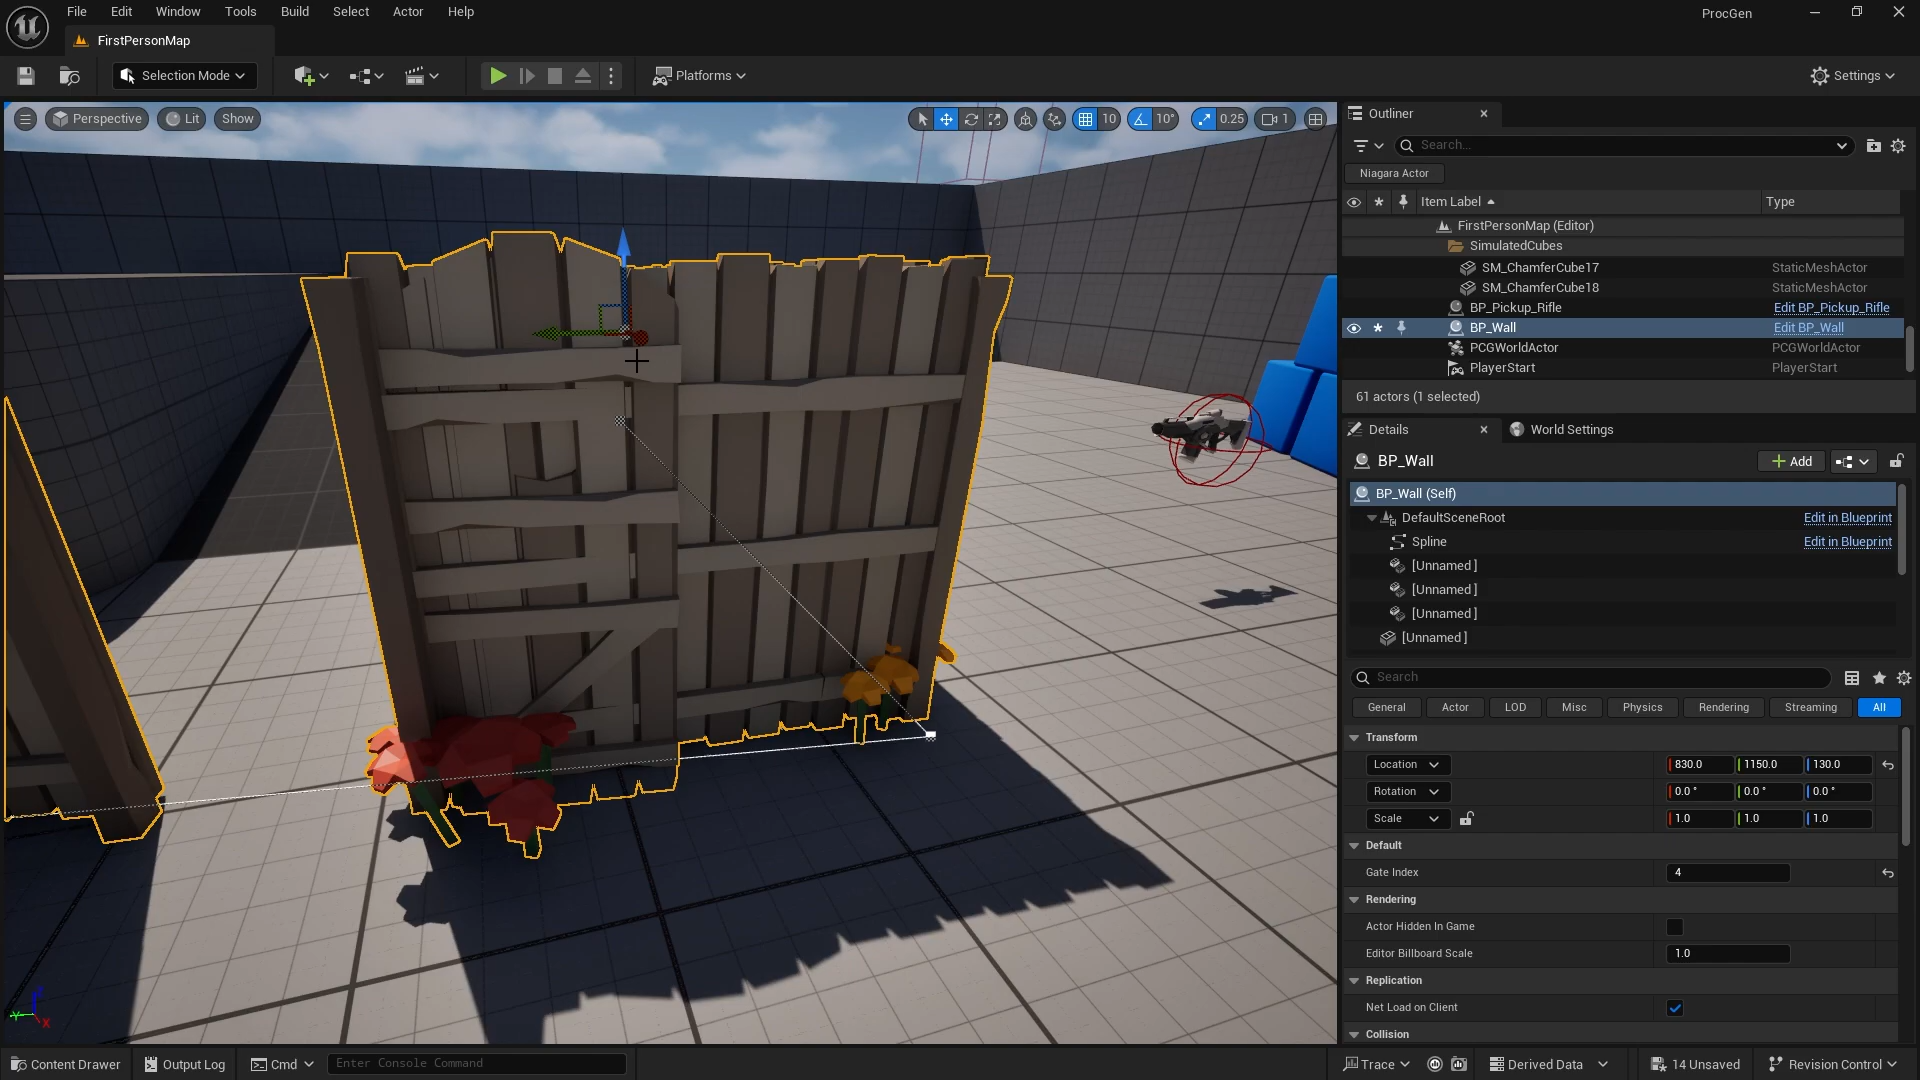 File Edit Window Tools Build Select Actor Help
ProcGen
FirstPersonMap
Selection Mode
Platforms
Settings
Perspective Lit Show
10 10° 0.25 1
Outliner
Search...
Niagara Actor
Item Label Type
FirstPersonMap (Editor)
SimulatedCubes
SM_ChamferCube17 StaticMeshActor
SM_ChamferCube18 StaticMeshActor
BP_Pickup_Rifle Edit BP_Pickup_Rifle
BP_Wall Edit BP_Wall
PCGWorldActor PCGWorldActor
PlayerStart PlayerStart
61 actors (1 selected)
Details World Settings
BP_Wall + Add
BP_Wall (Self)
DefaultSceneRoot Edit in Blueprint
Spline Edit in Blueprint
[Unnamed ]
[Unnamed ]
[Unnamed ]
[Unnamed ]
Search
General Actor LOD Misc Physics Rendering Streaming All
Transform
Location 830.0 1150.0 130.0
Rotation 0.0 ° 0.0 ° 0.0 °
Scale 1.0 1.0 1.0
Default
Gate Index 4
Rendering
Actor Hidden In Game
Editor Billboard Scale 1.0
Replication
Net Load on Client
Collision
Z
Y
X
Content Drawer Output Log Cmd Enter Console Command
Trace Derived Data 14 Unsaved Revision Control